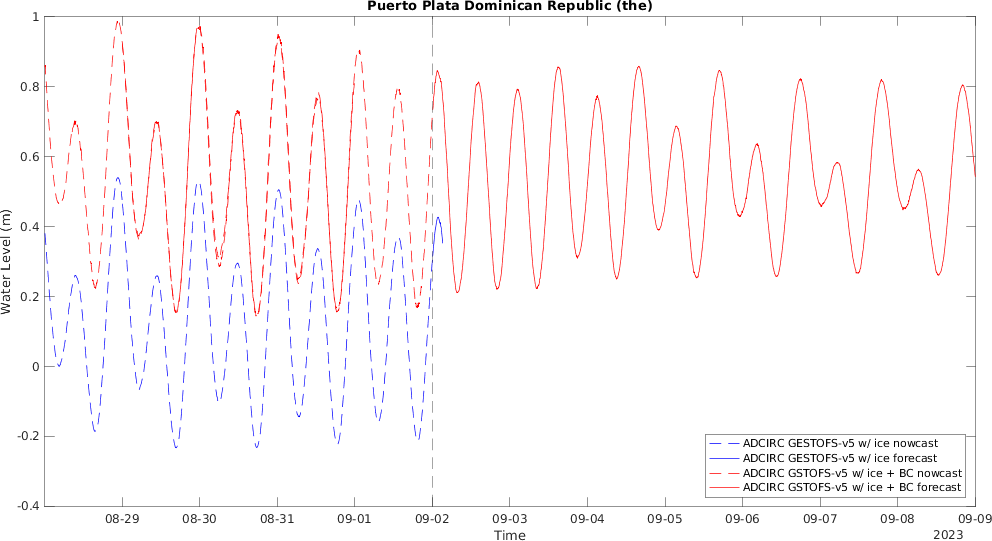 Puerto Plata Dominican Republic (the)
Water Level (m)
1
0.8
0.6
0.4
0.2
0
-0.2
-0.4
ADCIRC GESTOFS-v5 w/ ice nowcast
ADCIRC GESTOFS-v5 w/ ice forecast
ADCIRC GSTOFS-v5 w/ ice + BC nowcast
ADCIRC GSTOFS-v5 w/ ice + BC forecast
08-29 08-30 08-31 09-01 09-02 09-03 09-04 09-05 09-06 09-07 09-08 09-09
Time
2023